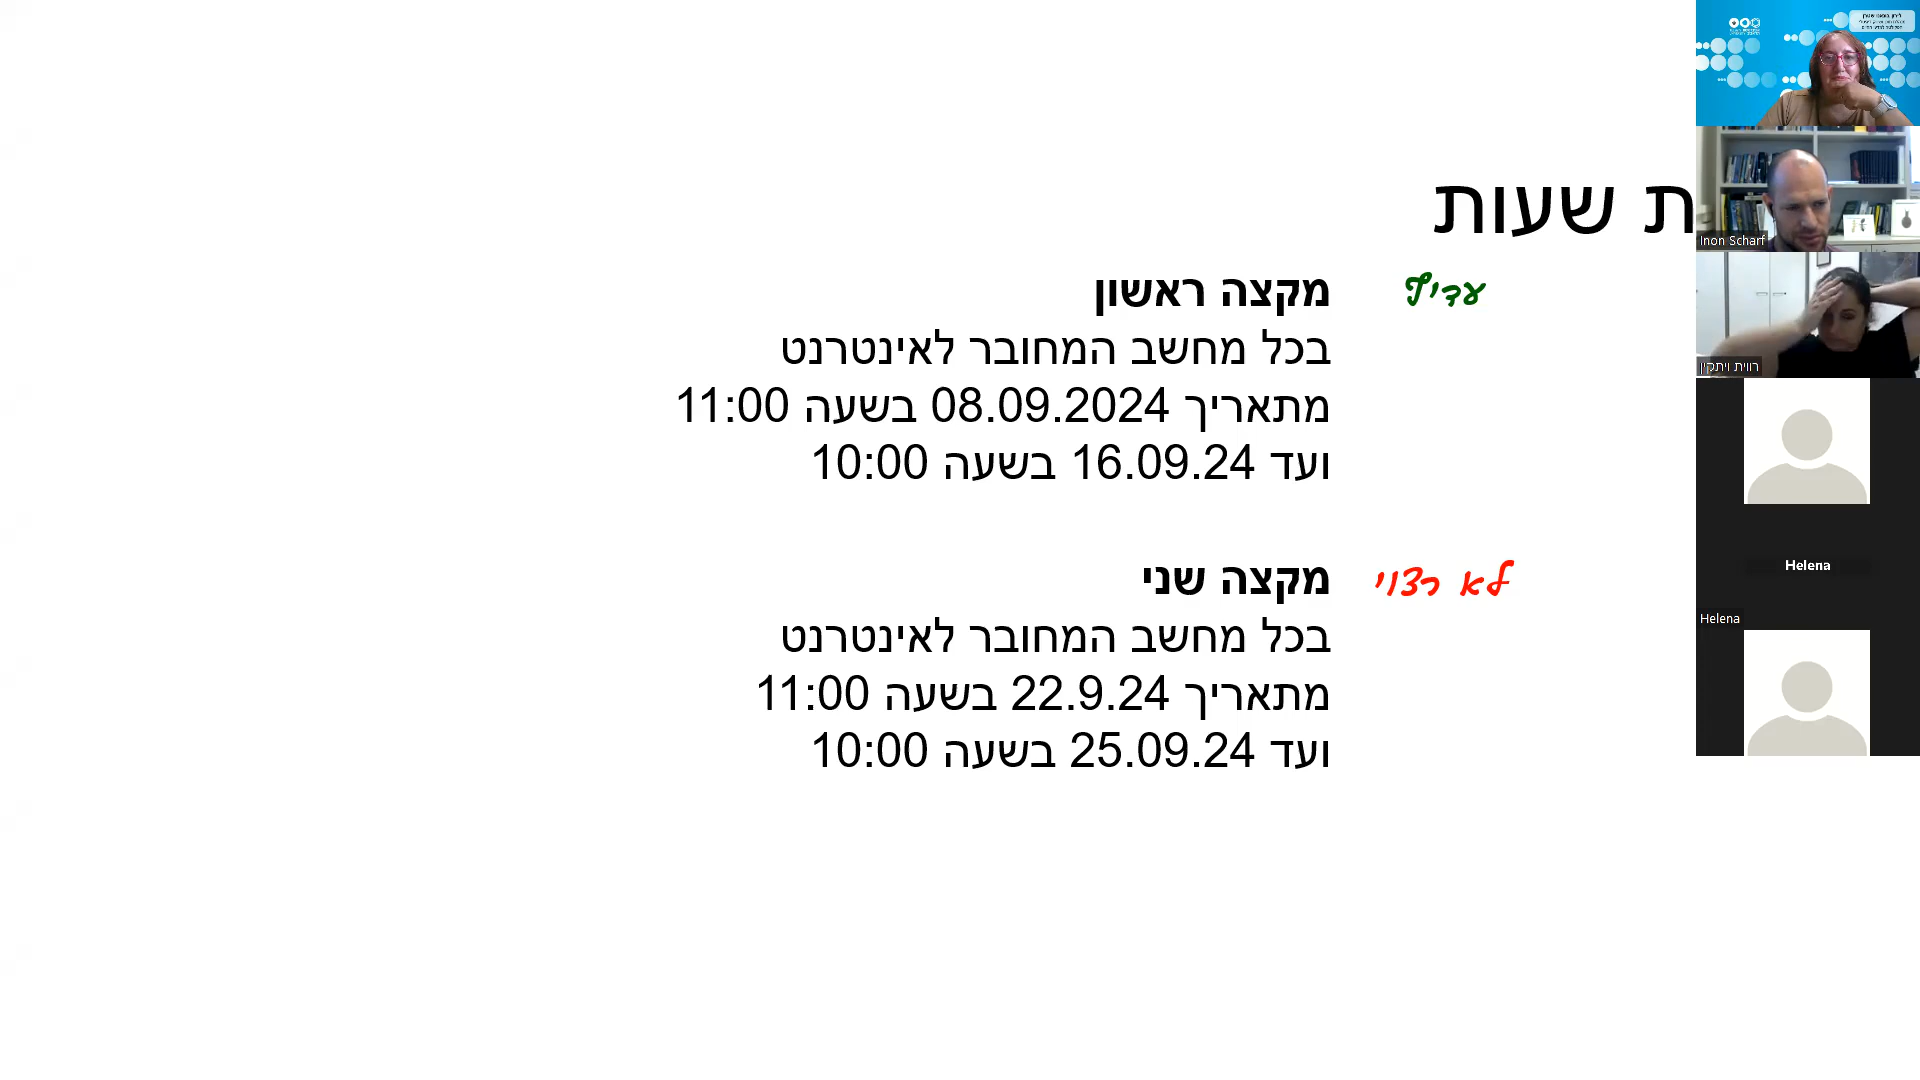 ת שעות
מקצה ראשון
עדיף
בכל מחשב המחובר לאינטרנט
מתאריך 08.09.2024 בשעה 11:00
ועד 16.09.24 בשעה 10:00
מקצה שני
לא רצוי
בכל מחשב המחובר לאינטרנט
מתאריך 22.9.24 בשעה 11:00
ועד 25.09.24 בשעה 10:00
Inon Scharf
רווית ויתקין
Helena
Helena